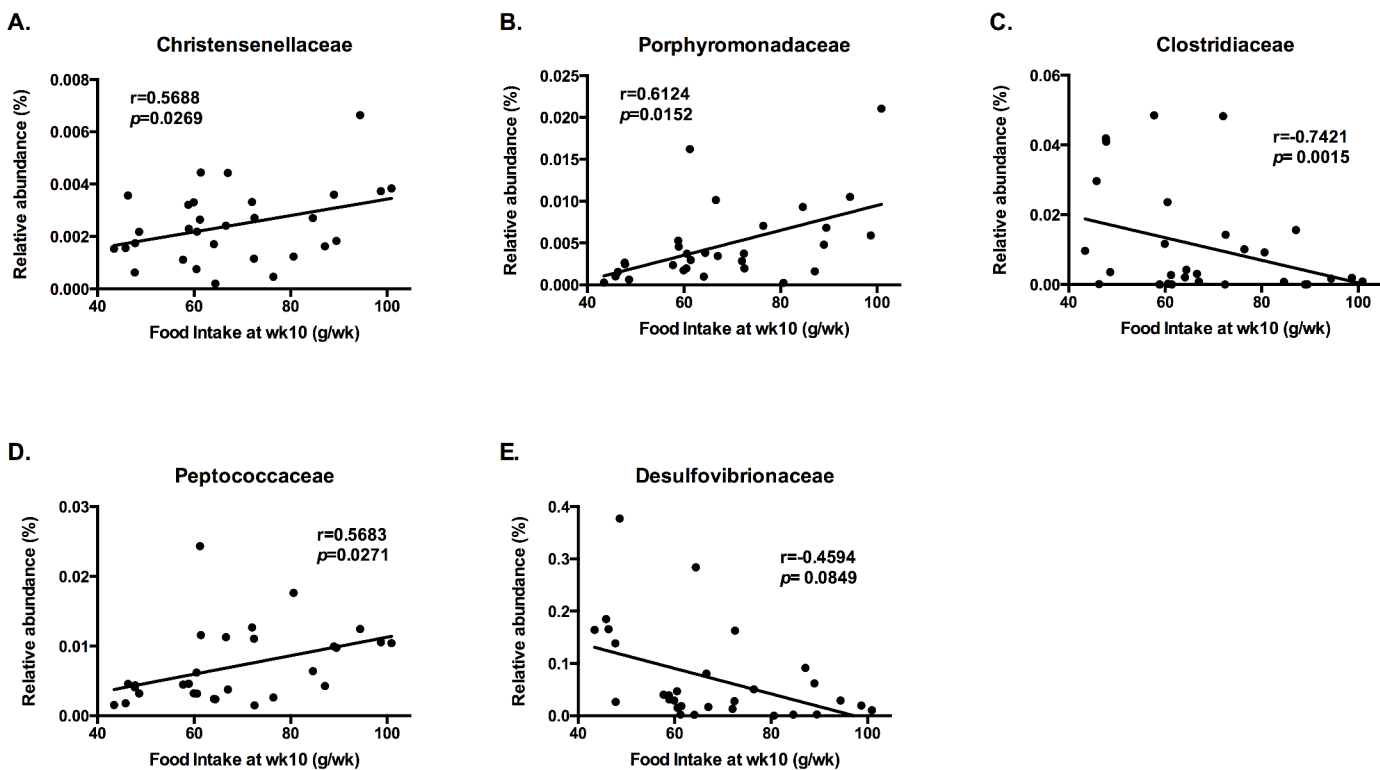 A.
Christensenellaceae
Relative abundance (%)
0.008
0.006
0.004
0.002
0.000
r=0.5688
p=0.0269
40
60
80
100
Food Intake at wk10 (g/wk)
B.
Porphyromonadaceae
Relative abundance (%)
0.025
0.020
0.015
0.010
0.005
0.000
r=0.6124
p=0.0152
40
60
80
100
Food Intake at wk10 (g/wk)
C.
Clostridiaceae
Relative abundance (%)
0.06
0.04
0.02
0.00
r=-0.7421
p= 0.0015
40
60
80
100
Food Intake at wk10 (g/wk)
D.
Peptococcaceae
Relative abundance (%)
0.03
0.02
0.01
0.00
r=0.5683
p=0.0271
40
60
80
100
Food Intake at wk10 (g/wk)
E.
Desulfovibrionaceae
Relative abundance (%)
0.4
0.3
0.2
0.1
0.0
r=-0.4594
p= 0.0849
40
60
80
100
Food Intake at wk10 (g/wk)